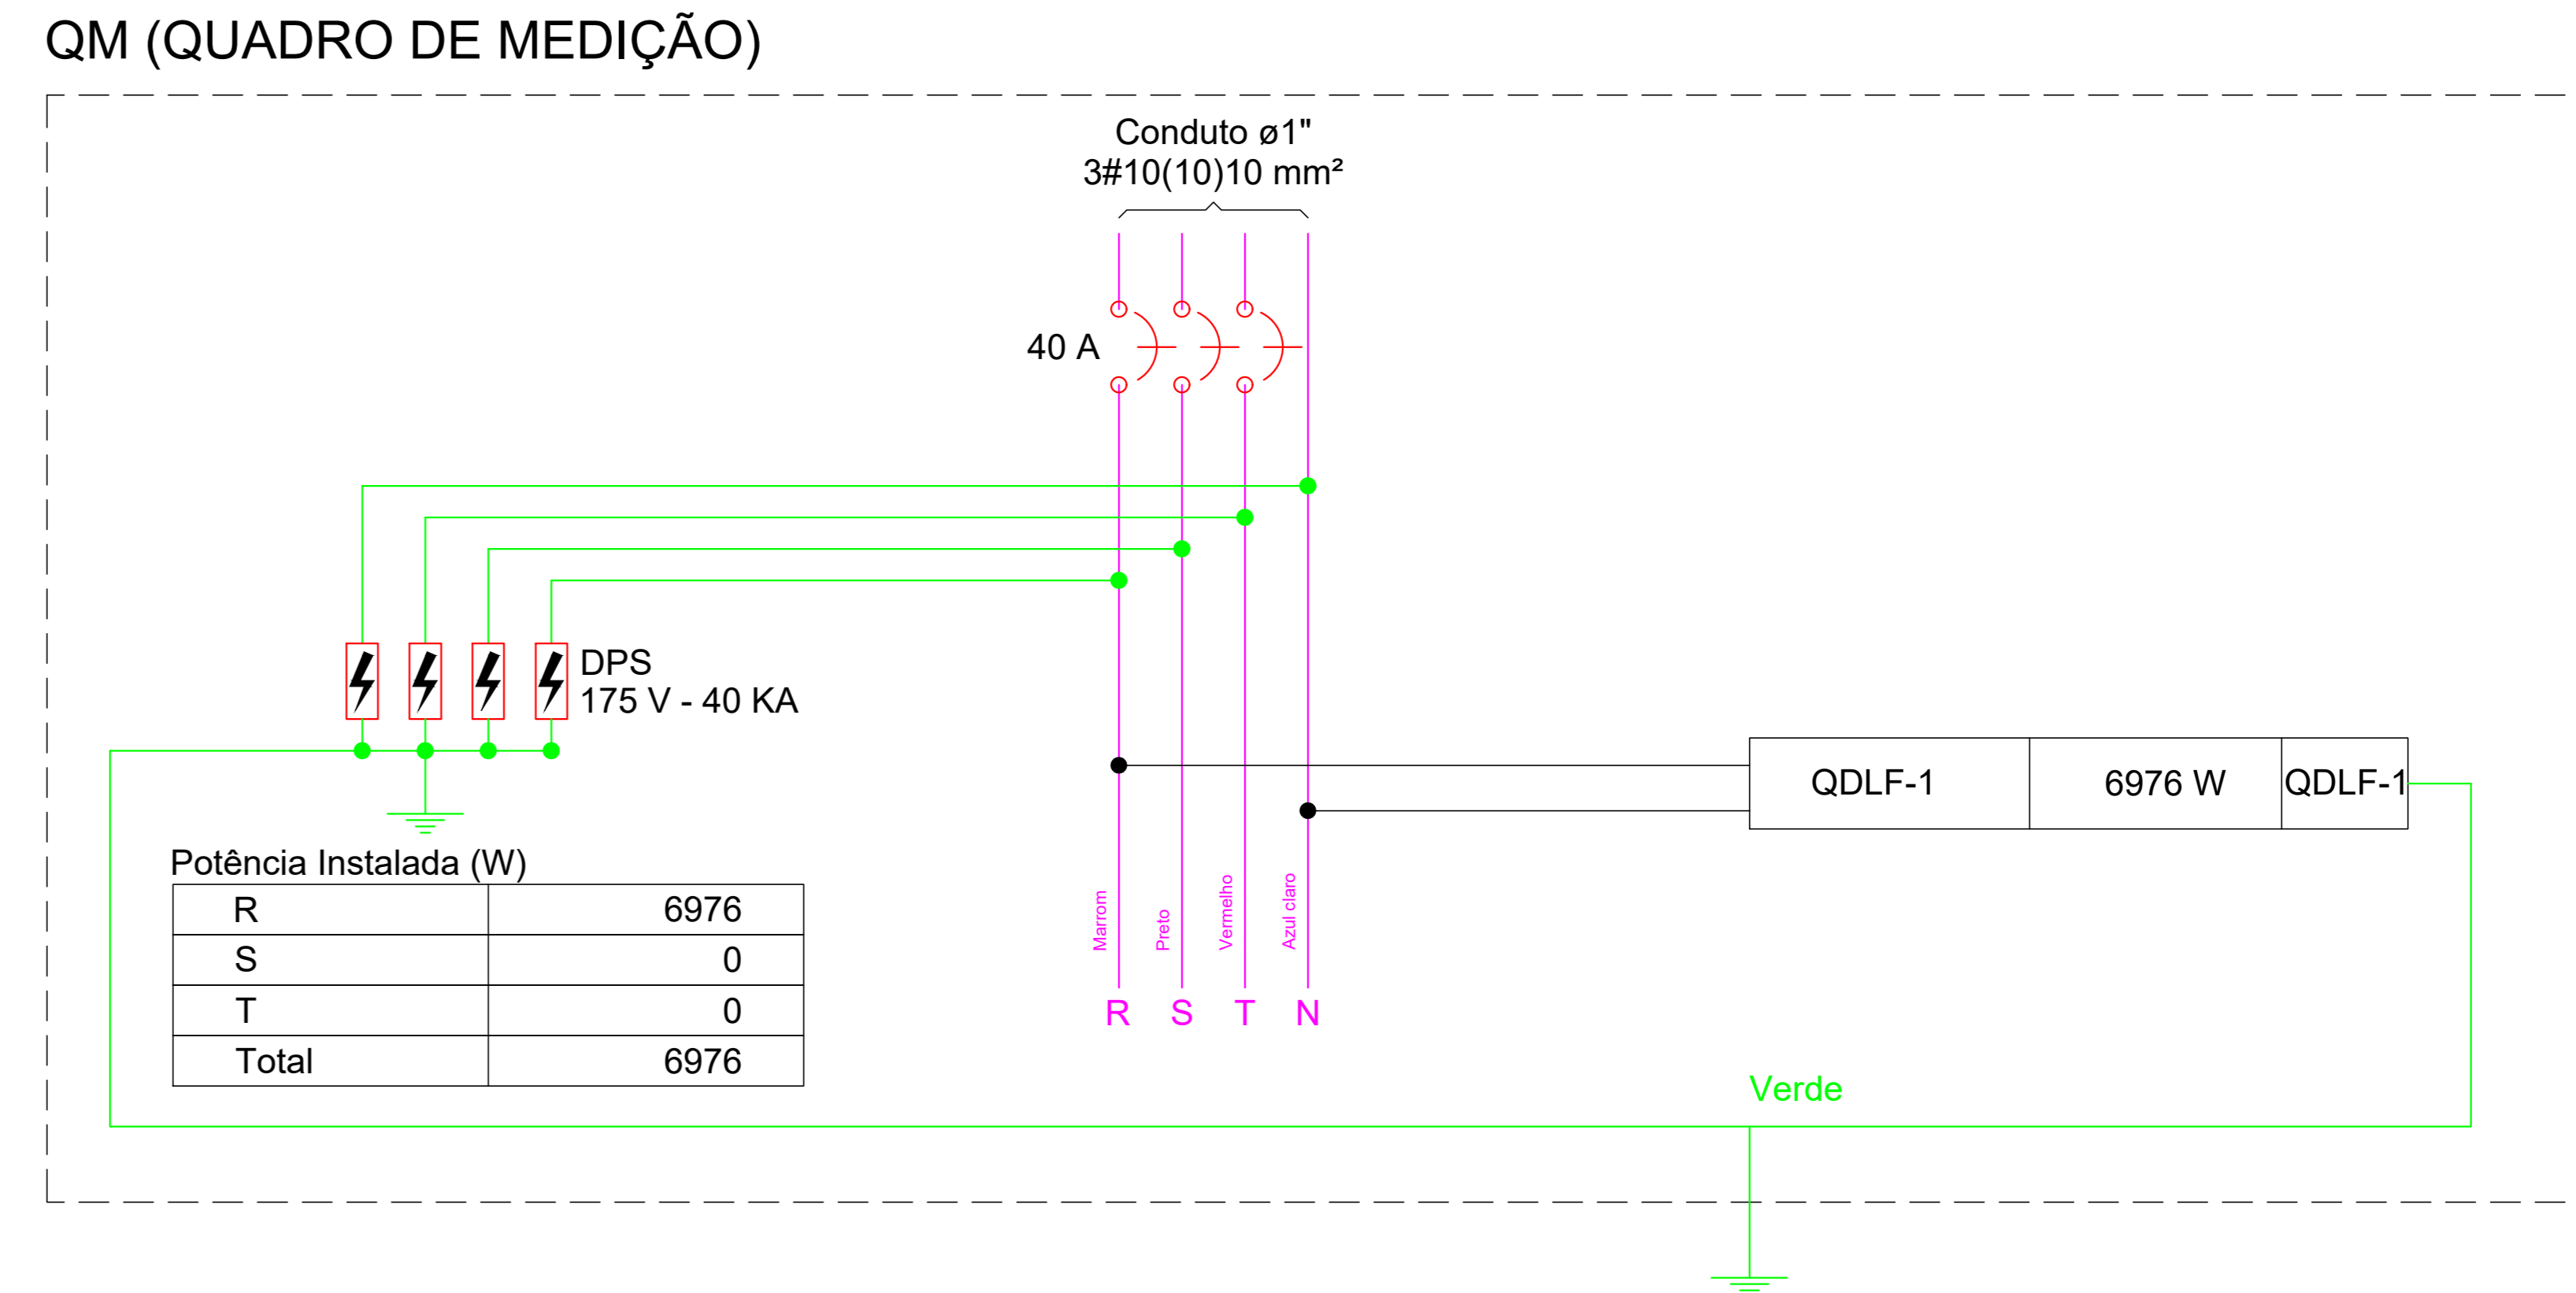 QM (QUADRO DE MEDIÇÃO)
Conduto ø1"
3#10(10)10 mm²
40 A
DPS
175 V - 40 KA
QDLF-1 6976 W QDLF-1
Potência Instalada (W)
R 6976
S 0
T 0
Total 6976
Marrom
Preto
Vermelho
Azul claro
R S T N
Verde